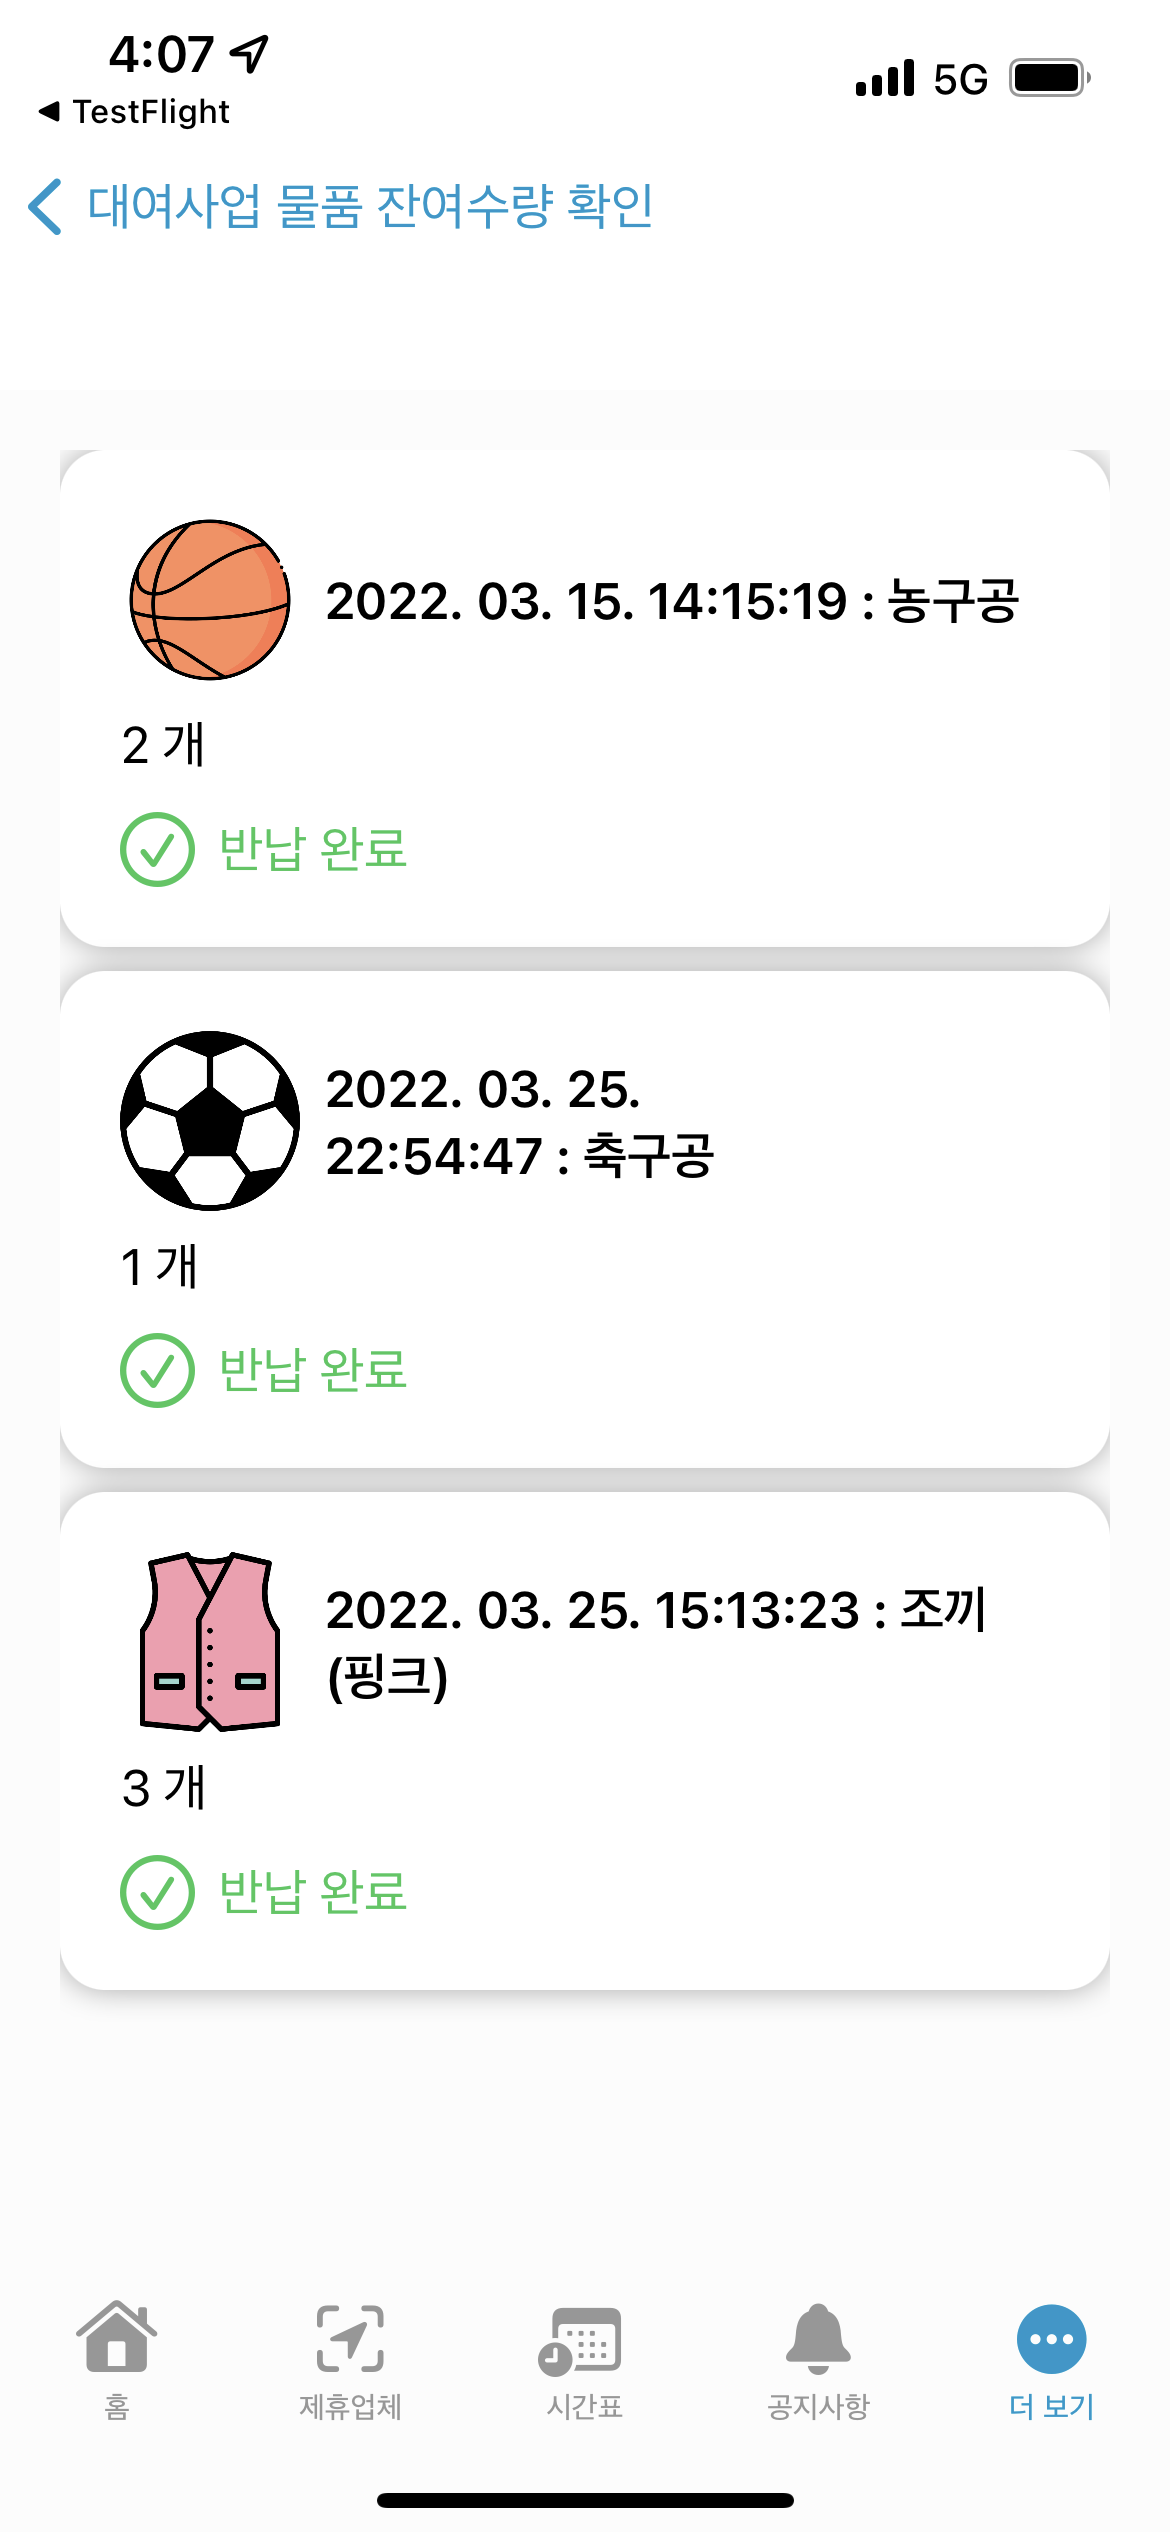 4:07
5G
TestFlight
대여사업 물품 잔여수량 확인
2022. 03. 15. 14:15:19 : 농구공
2 개
반납 완료
2022. 03. 25.
22:54:47 : 축구공
1 개
반납 완료
2022. 03. 25. 15:13:23 : 조끼
(핑크)
3 개
반납 완료
홈
제휴업체
시간표
공지사항
더 보기